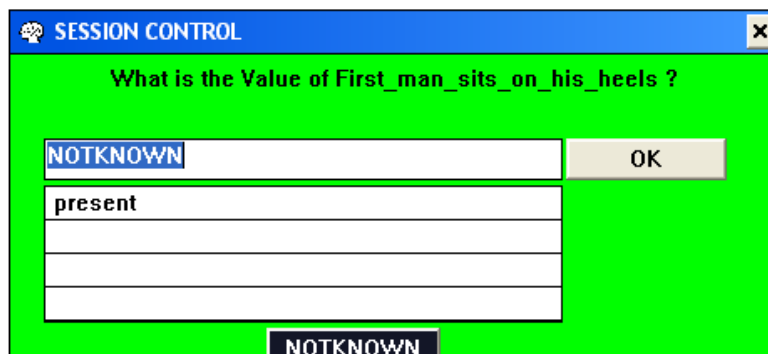 SESSION CONTROL
What is the Value of First_man_sits_on_his_heels ?
NOTKNOWN
OK
present
NOTKNOWN